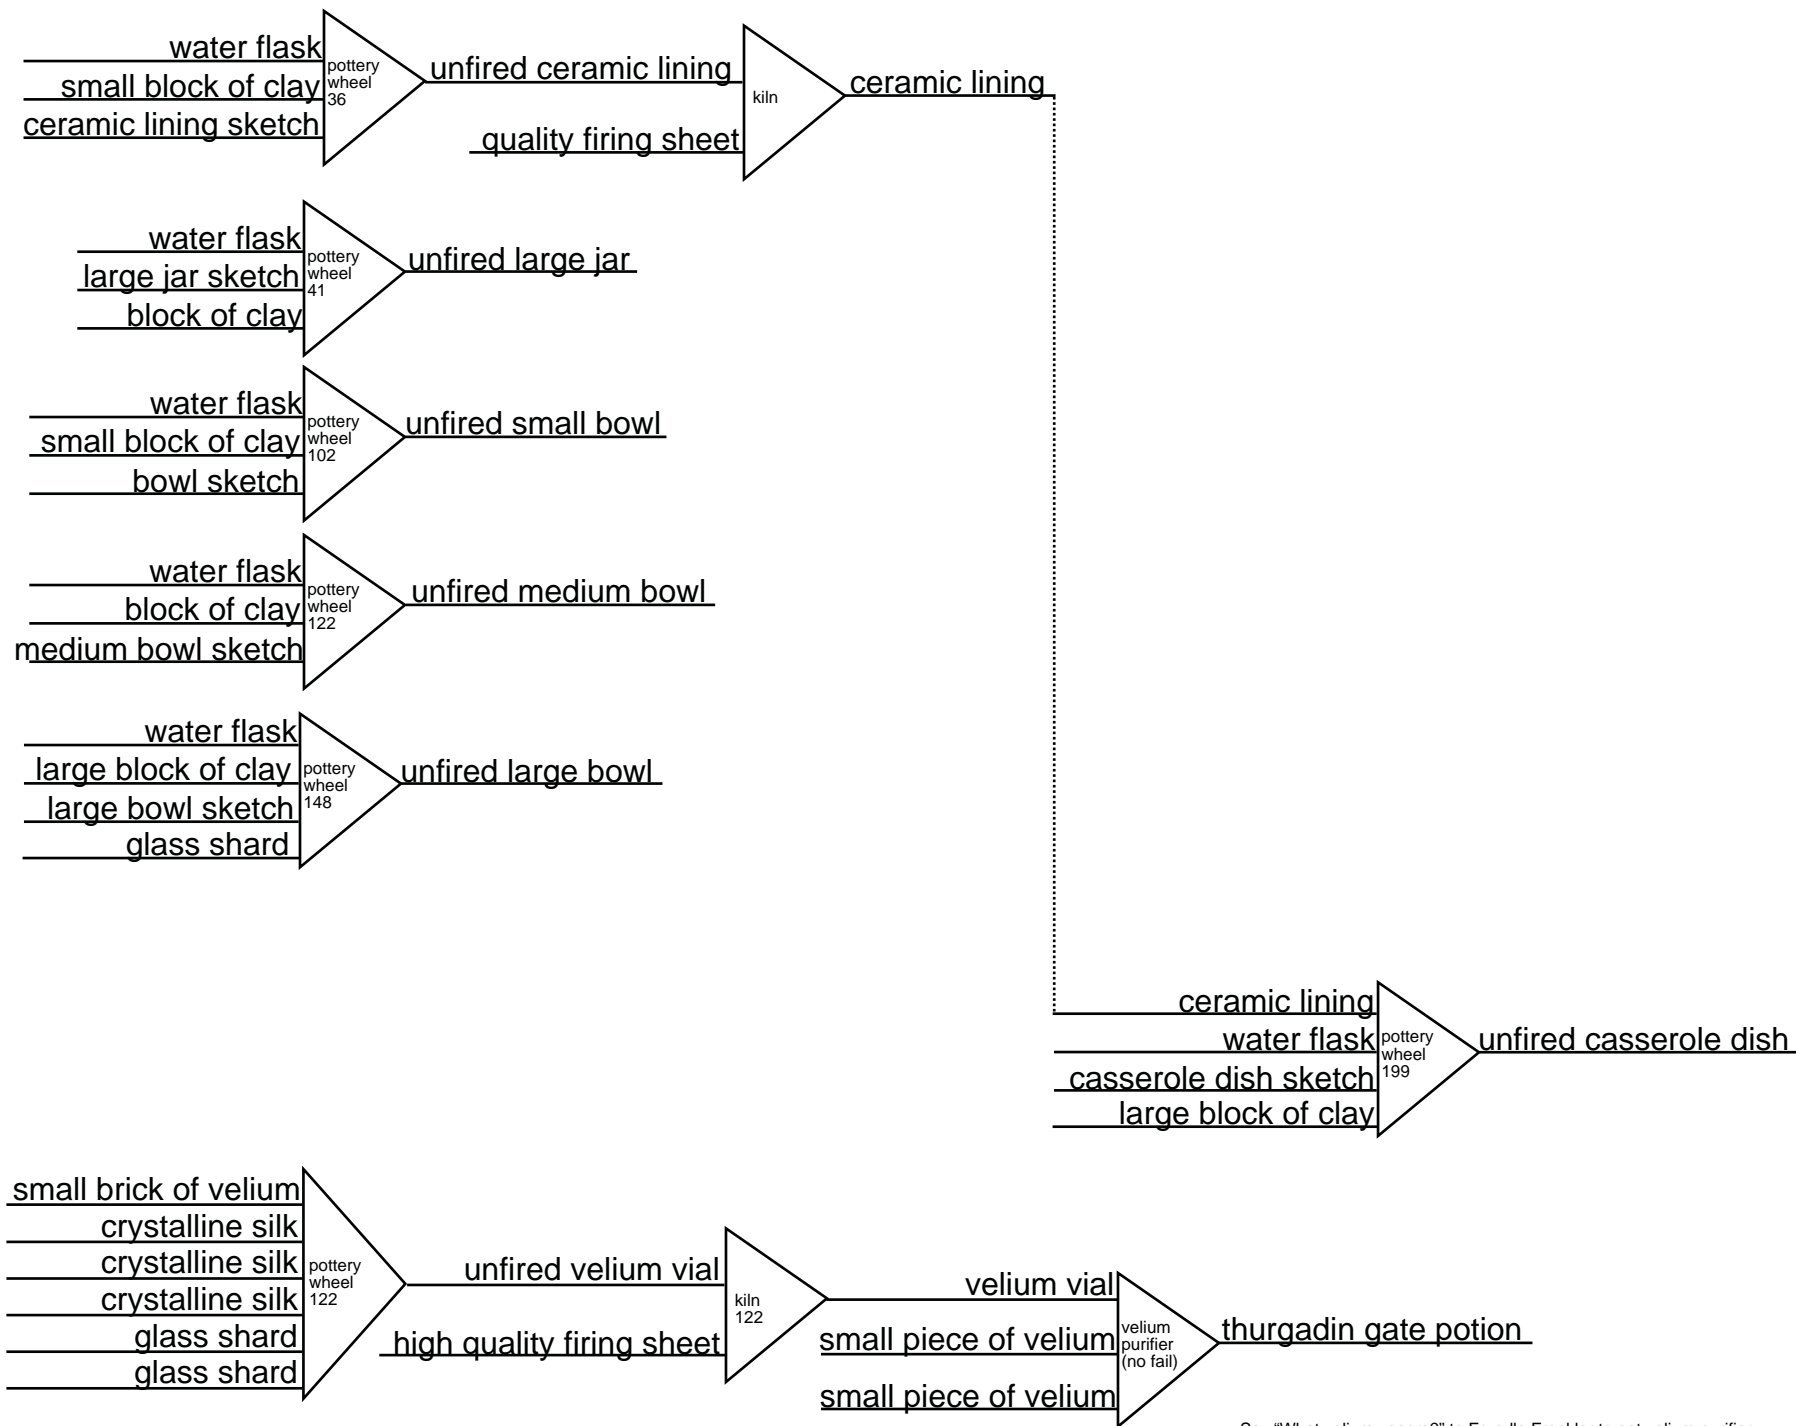 water flask
small block of clay
ceramic lining sketch
pottery
wheel
36
unfired ceramic lining
quality firing sheet
kiln
ceramic lining
water flask
large jar sketch
block of clay
pottery
wheel
41
unfired large jar
water flask
small block of clay
bowl sketch
pottery
wheel
102
unfired small bowl
water flask
block of clay
medium bowl sketch
pottery
wheel
122
unfired medium bowl
water flask
large block of clay
large bowl sketch
glass shard
pottery
wheel
148
unfired large bowl
ceramic lining
water flask
casserole dish sketch
large block of clay
pottery
wheel
199
unfired casserole dish
small brick of velium
crystalline silk
crystalline silk
crystalline silk
glass shard
glass shard
pottery
wheel
122
unfired velium vial
high quality firing sheet
kiln
122
velium vial
small piece of velium
small piece of velium
velium
purifier
(no fail)
thurgadin gate potion